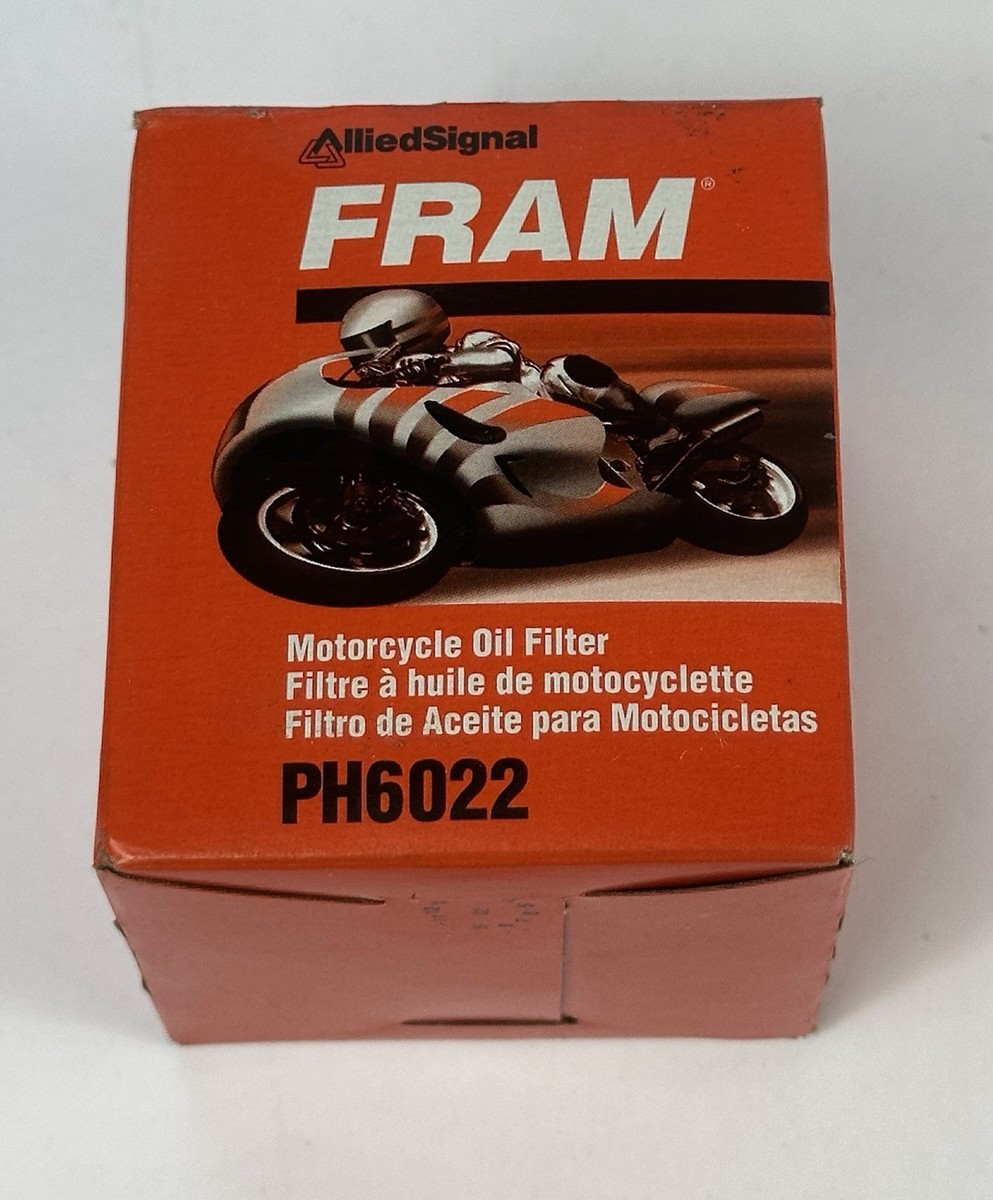 AlliedSignal
FRAM®
Motorcycle Oil Filter
Filtre à huile de motocyclette
Filtro de Aceite para Motocicletas
PH6022